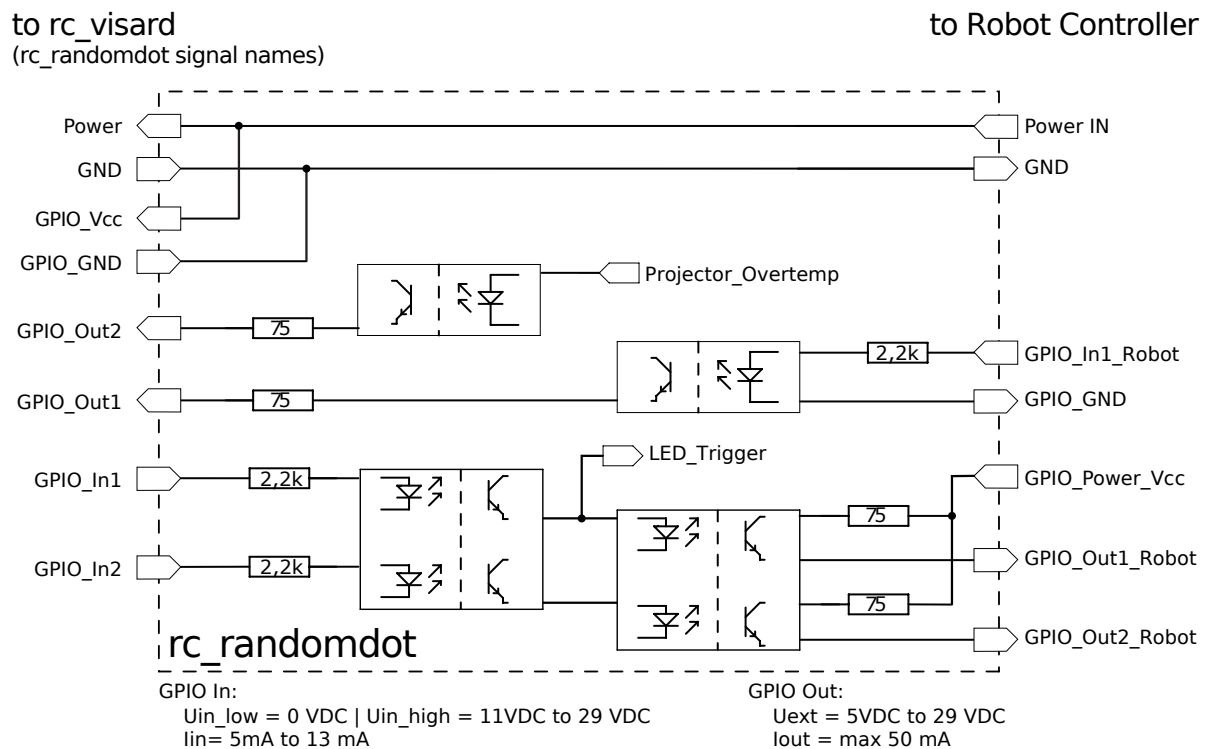 to rc_visard
to Robot Controller
(rc_randomdot signal names)
Power
Power IN
GND
GND
GPIO_Vcc
GPIO_GND
Projector_Overtemp
GPIO_Out2
75
2,2k
GPIO_In1_Robot
GPIO_Out1
75
GPIO_GND
LED_Trigger
GPIO_In1
2,2k
GPIO_Power_Vcc
75
GPIO_Out1_Robot
GPIO_In2
2,2k
75
GPIO_Out2_Robot
rc_randomdot
GPIO In:
Uin_low = 0 VDC | Uin_high = 11VDC to 29 VDC
Iin= 5mA to 13 mA
GPIO Out:
Uext = 5VDC to 29 VDC
Iout = max 50 mA